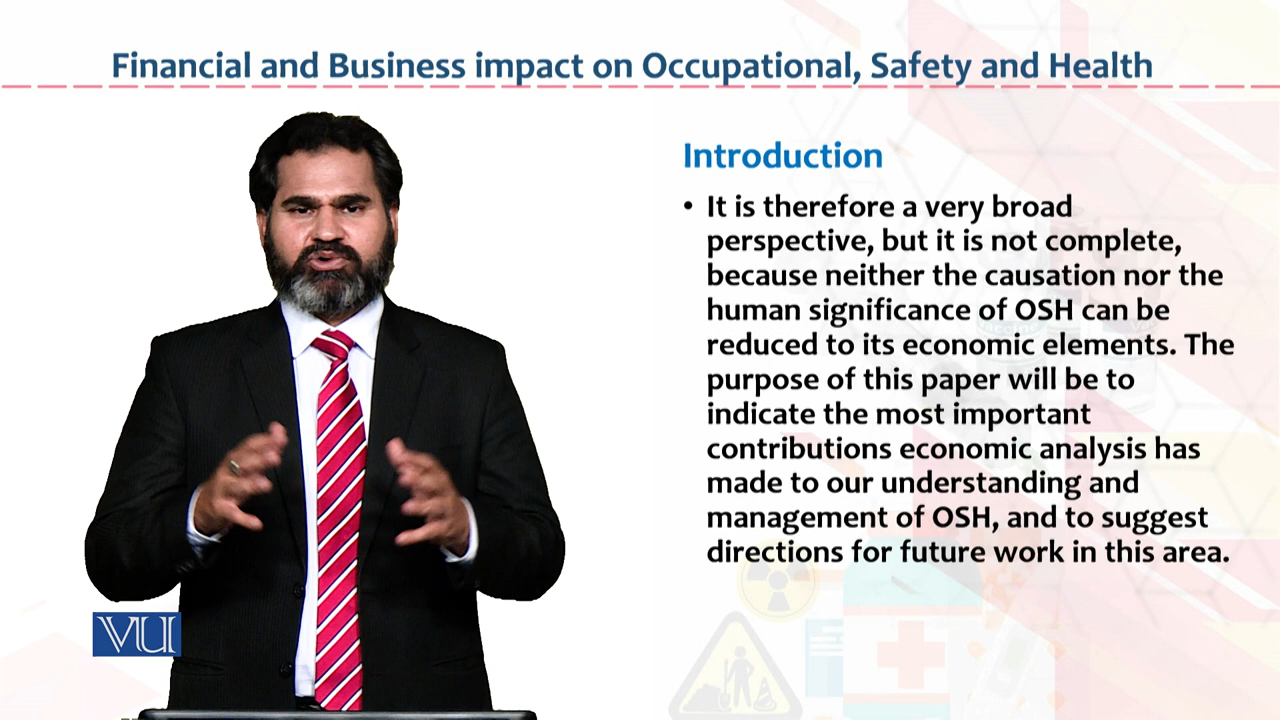 Financial and Business impact on Occupational, Safety and Health
Introduction
• It is therefore a very broad
perspective, but it is not complete,
because neither the causation nor the
human significance of OSH can be
reduced to its economic elements. The
purpose of this paper will be to
indicate the most important
contributions economic analysis has
made to our understanding and
management of OSH, and to suggest
directions for future work in this area.
VU